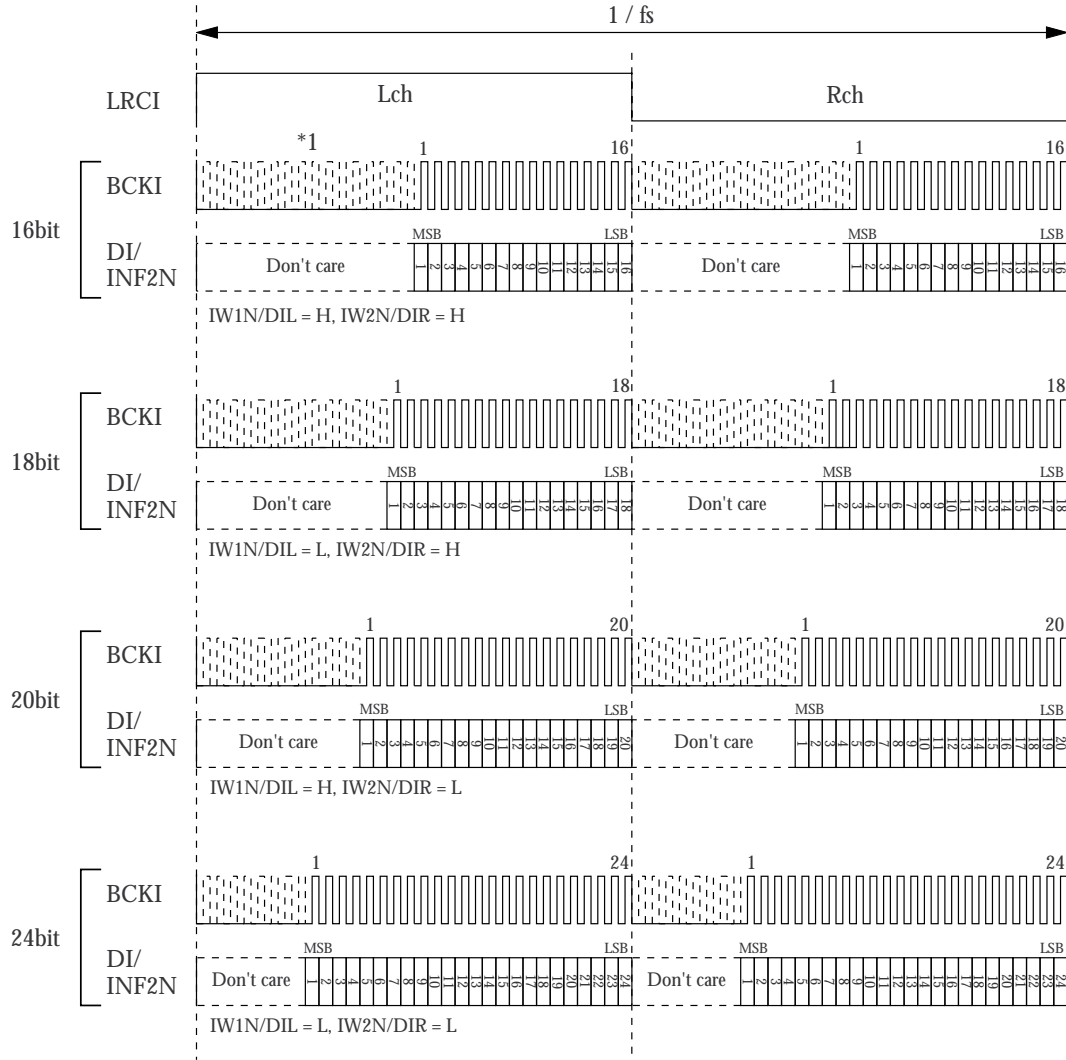 1 / fs
LRCI Lch Rch
*1 1 16 1 16
16bit
BCKI
MSB LSB MSB LSB
DI/
INF2N
Don't care 1 2 3 4 5 6 7 8 9 10 11 12 13 14 15 16 Don't care 1 2 3 4 5 6 7 8 9 10 11 12 13 14 15 16
IW1N/DIL = H, IW2N/DIR = H
1 18 1 18
18bit
BCKI
MSB LSB MSB LSB
DI/
INF2N
Don't care 1 2 3 4 5 6 7 8 9 10 11 12 13 14 15 16 17 18 Don't care 1 2 3 4 5 6 7 8 9 10 11 12 13 14 15 16 17 18
IW1N/DIL = L, IW2N/DIR = H
1 20 1 20
20bit
BCKI
MSB LSB MSB LSB
DI/
INF2N
Don't care 1 2 3 4 5 6 7 8 9 10 11 12 13 14 15 16 17 18 19 20 Don't care 1 2 3 4 5 6 7 8 9 10 11 12 13 14 15 16 17 18 19 20
IW1N/DIL = H, IW2N/DIR = L
1 24 1 24
24bit
BCKI
MSB LSB MSB LSB
DI/
INF2N
Don't care 1 2 3 4 5 6 7 8 9 10 11 12 13 14 15 16 17 18 19 20 21 22 23 24 Don't care 1 2 3 4 5 6 7 8 9 10 11 12 13 14 15 16 17 18 19 20 21 22 23 24
IW1N/DIL = L, IW2N/DIR = L